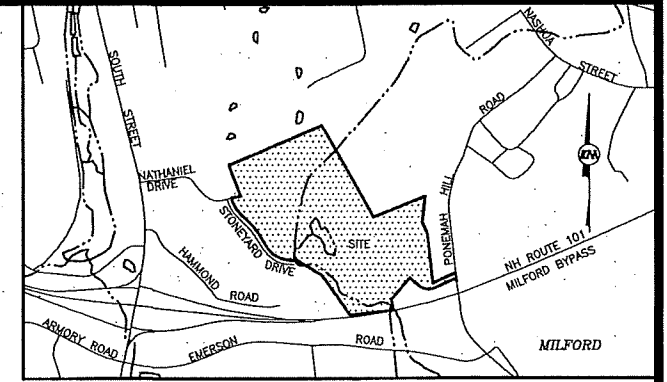 NASHUA
STREET
SOUTH
STREET
ROAD
NATHANIEL
DRIVE
STONEYARD DRIVE
SITE
PONEMAH HILL
HAMMOND
ROAD
NH ROUTE 101
MILFORD BYPASS
ARMORY ROAD
EMERSON
ROAD
MILFORD